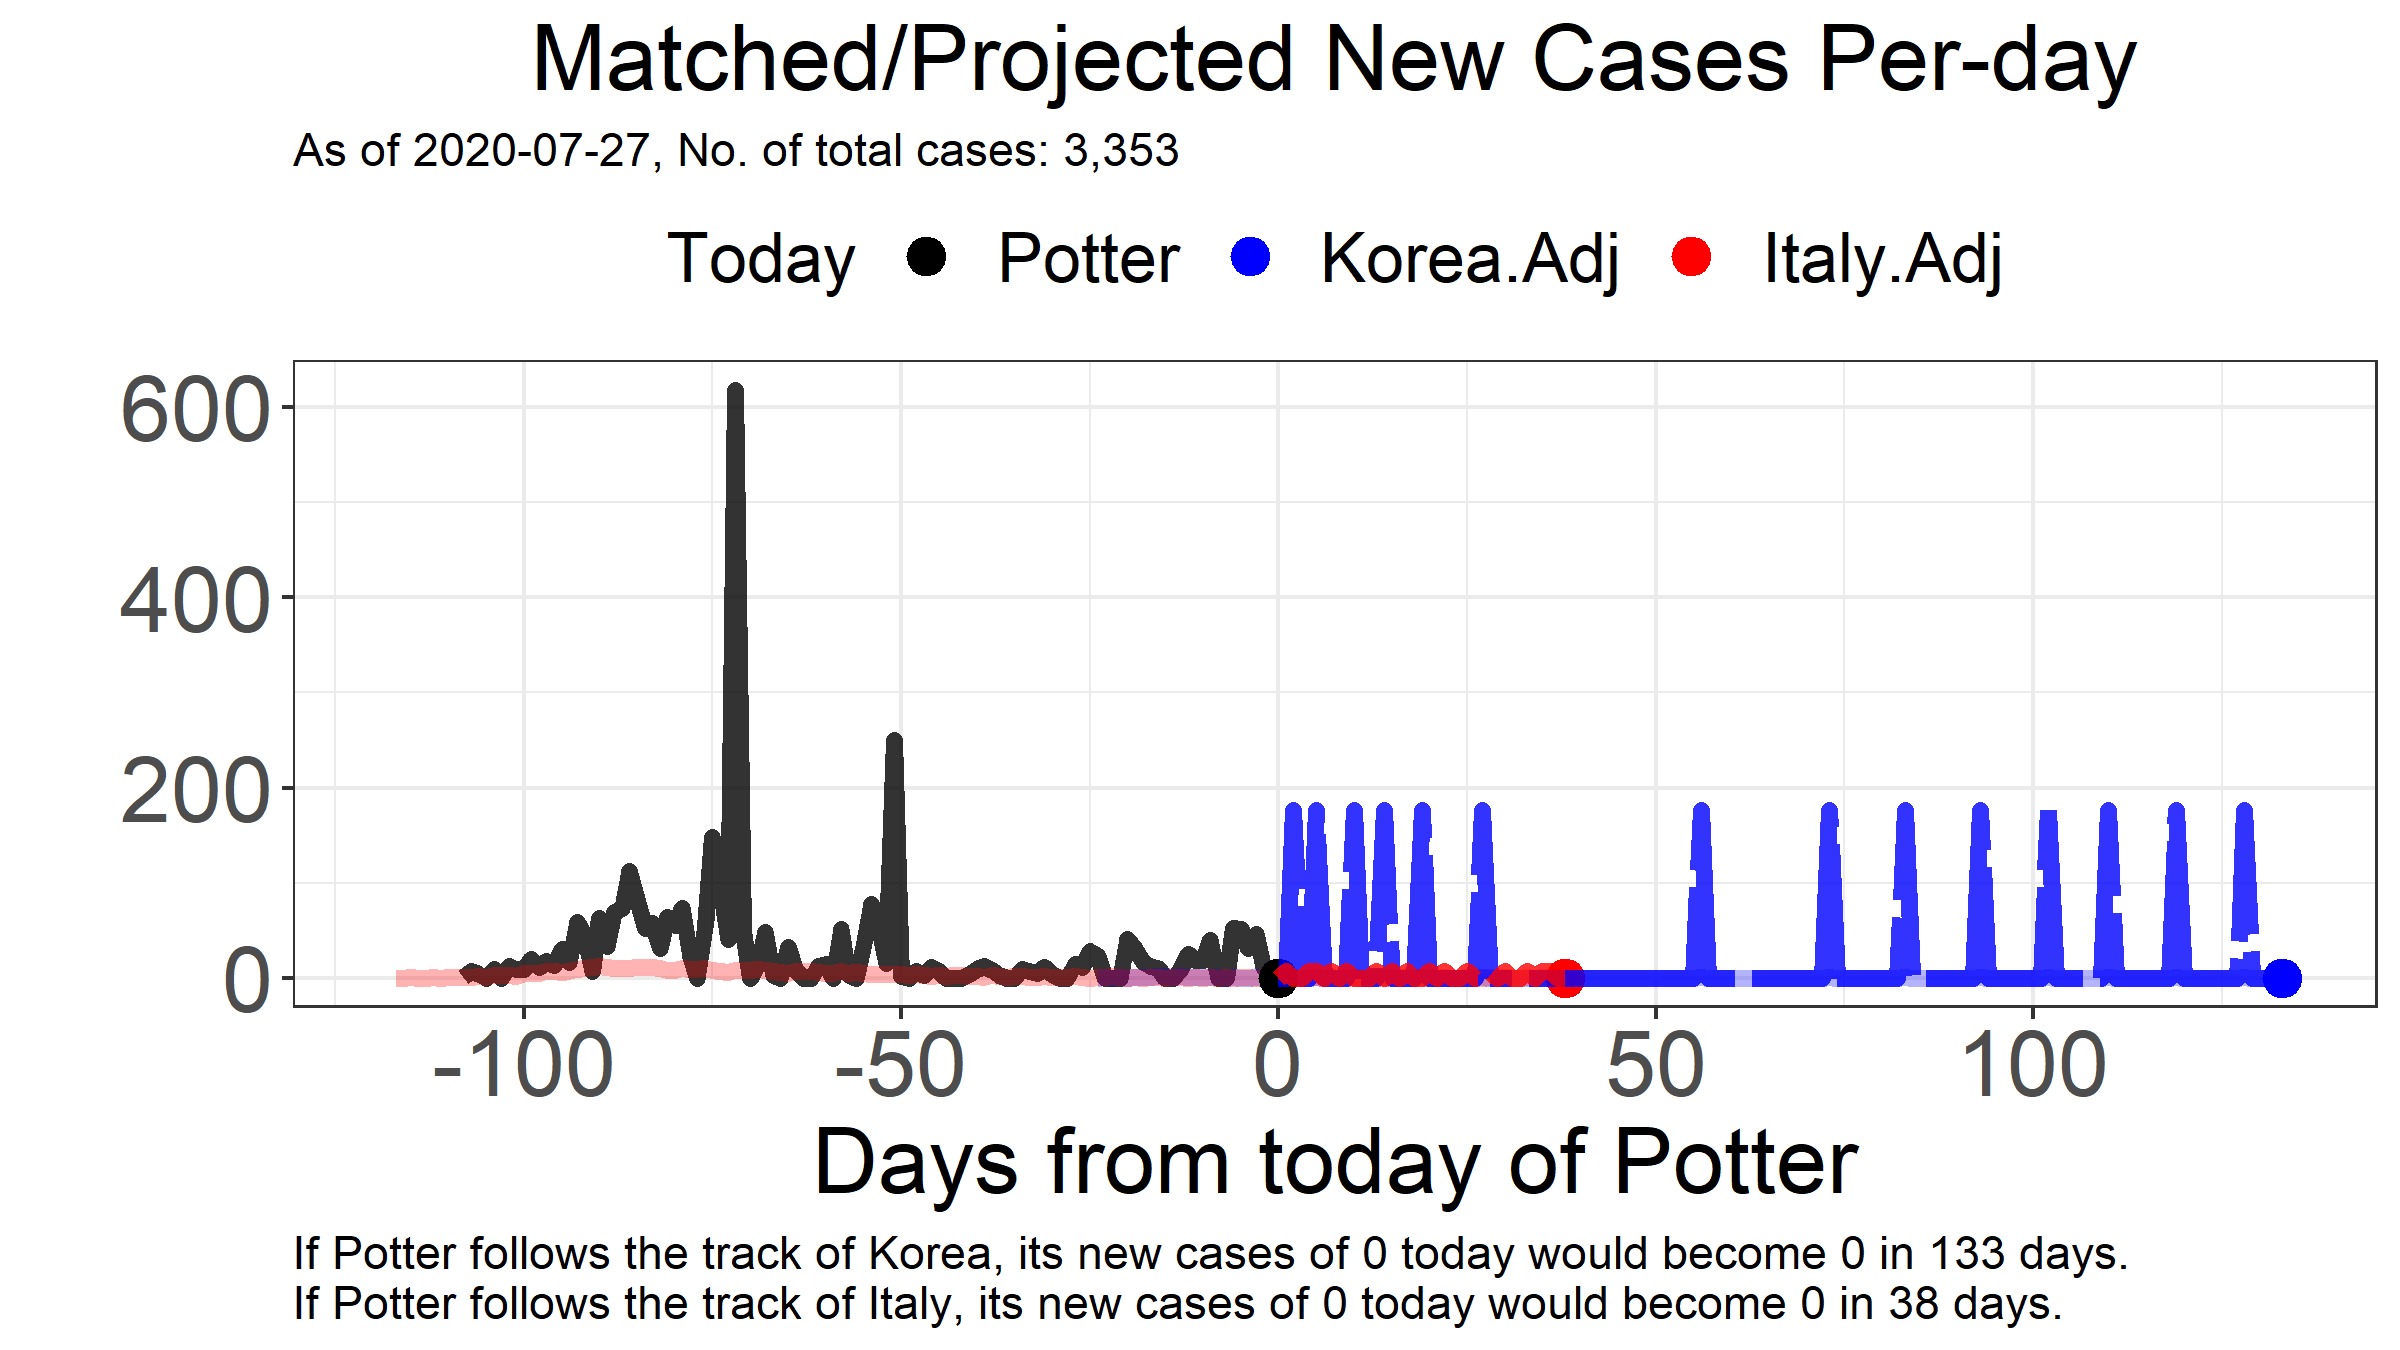 Matched/Projected New Cases Per-day
As of 2020-07-27, No. of total cases: 3,353
Today Potter Korea.Adj Italy.Adj
600
400
200
0
-100 -50 0 50 100
Days from today of Potter
If Potter follows the track of Korea, its new cases of 0 today would become 0 in 133 days.
If Potter follows the track of Italy, its new cases of 0 today would become 0 in 38 days.